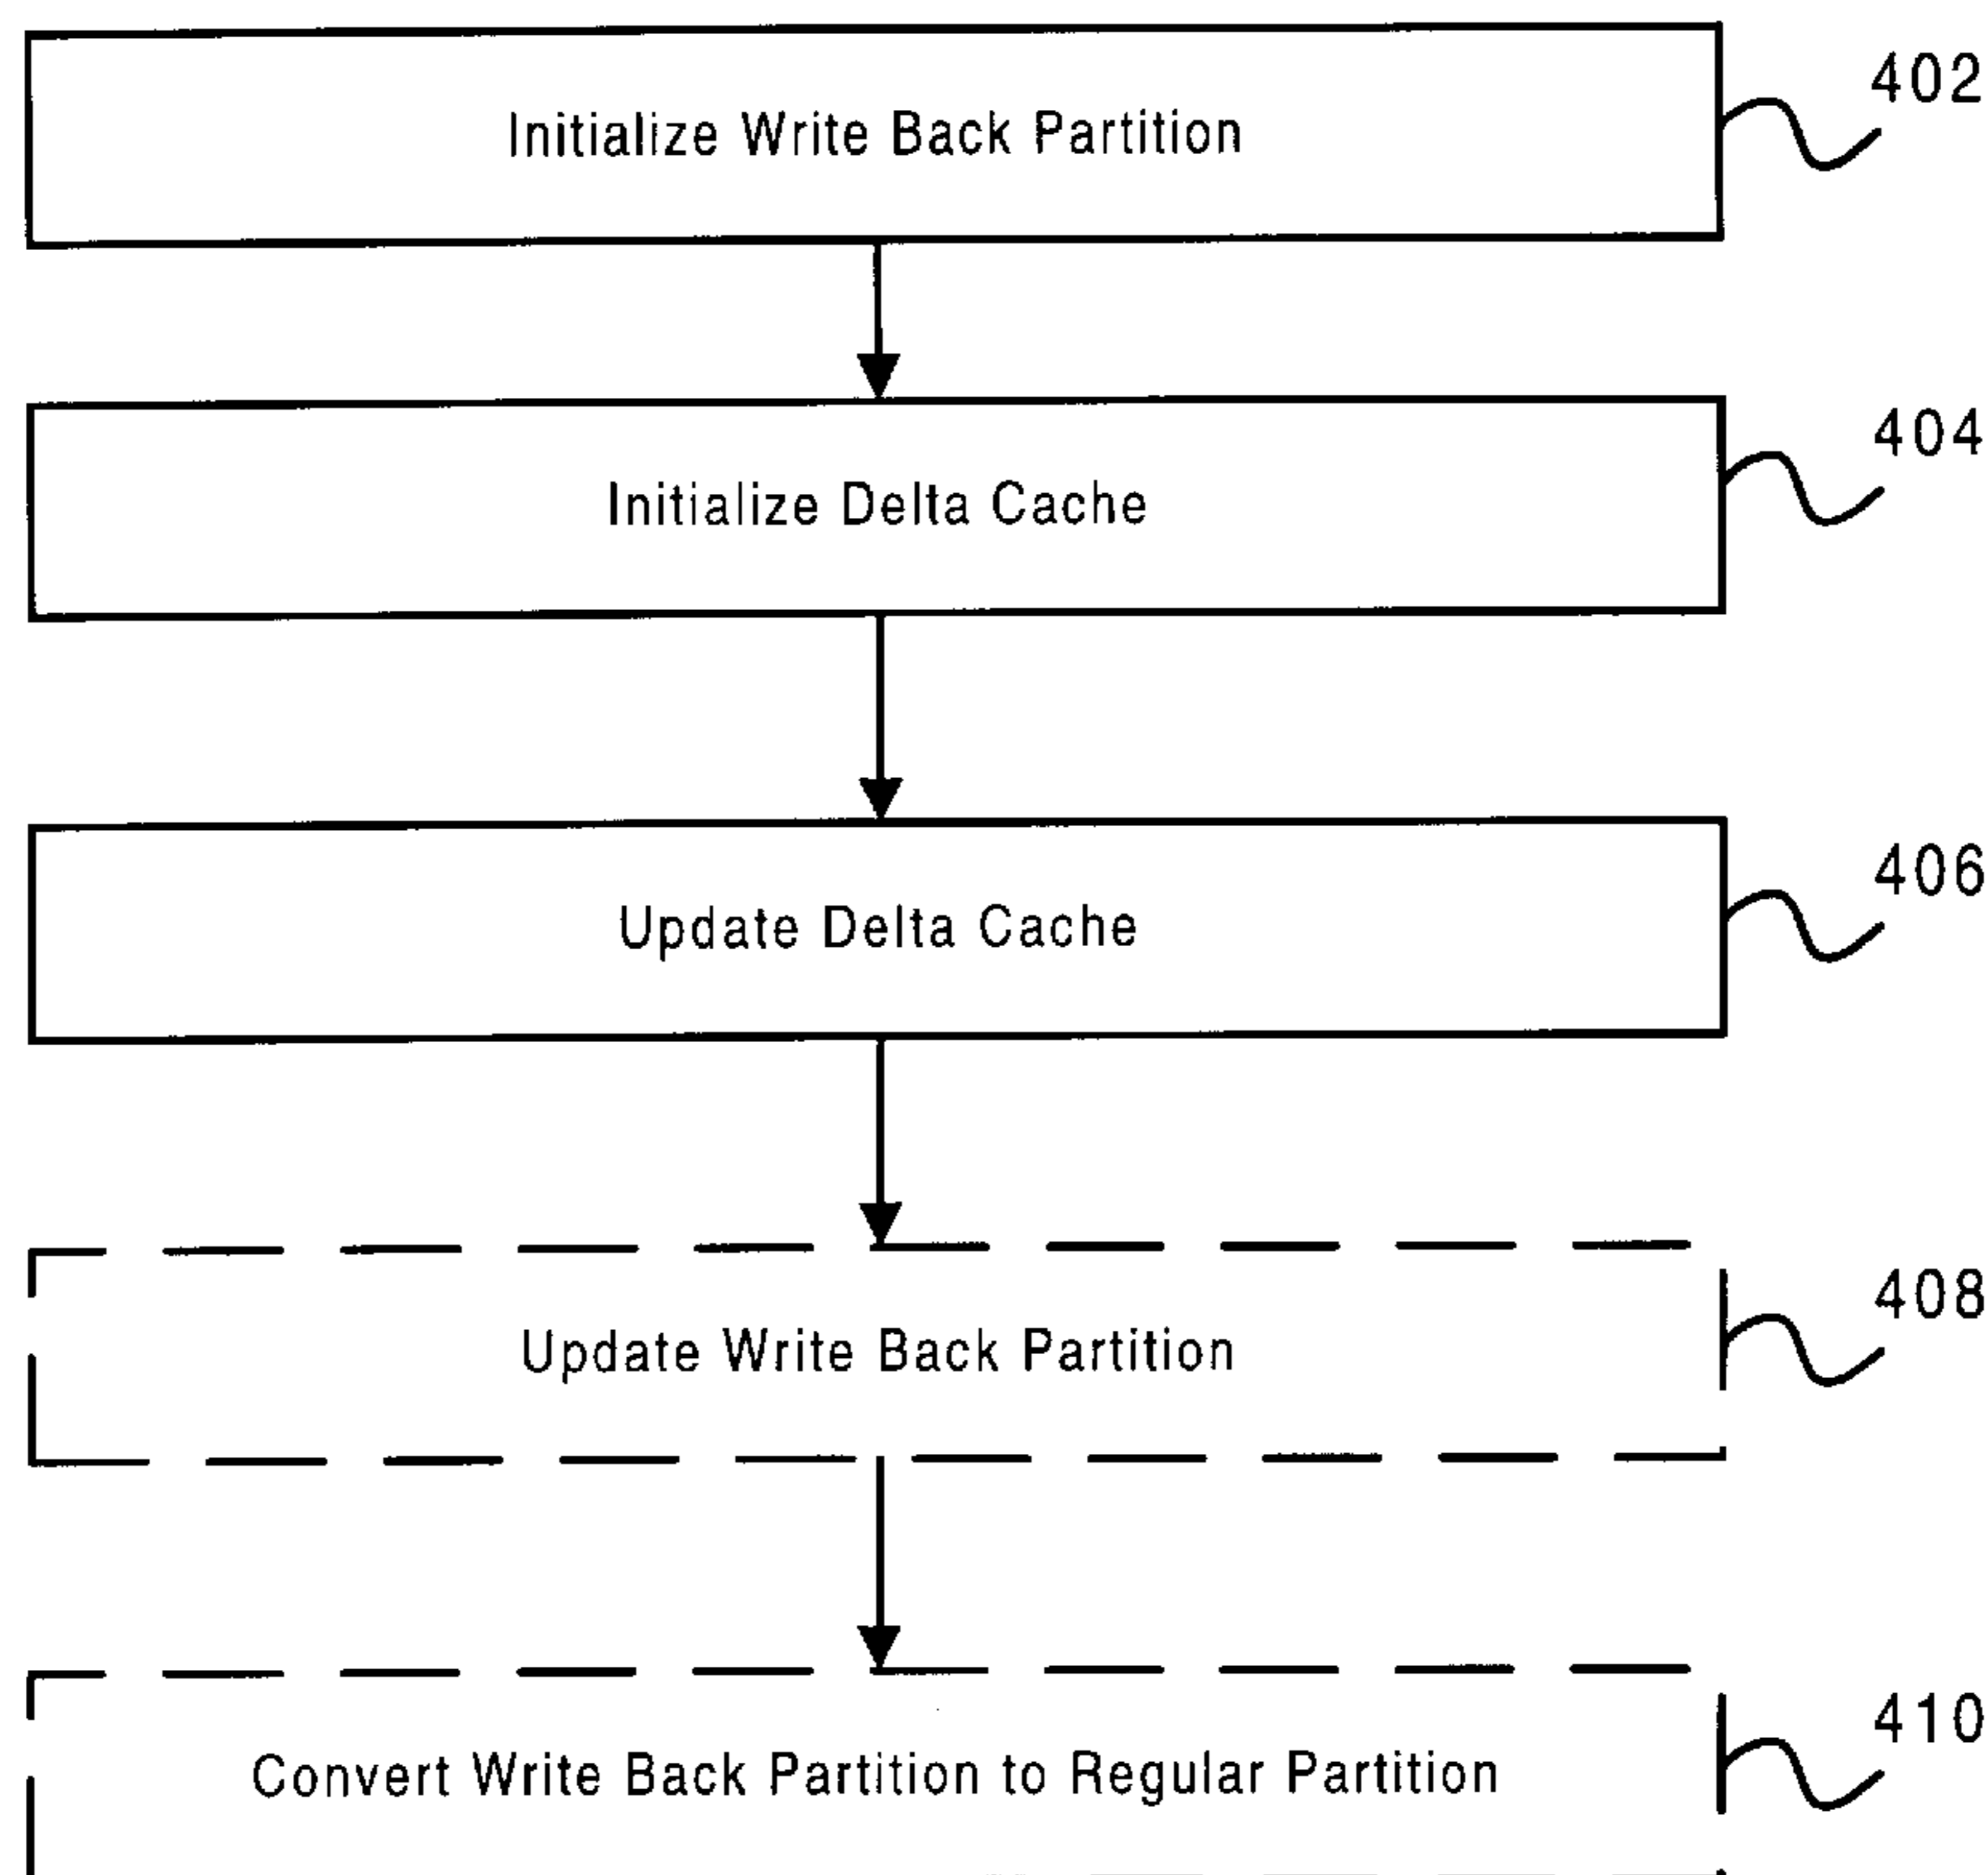 402
Initialize Write Back Partition
404
Initialize Delta Cache
406
Update Delta Cache
408
Update Write Back Partition
410
Convert Write Back Partition to Regular Partition